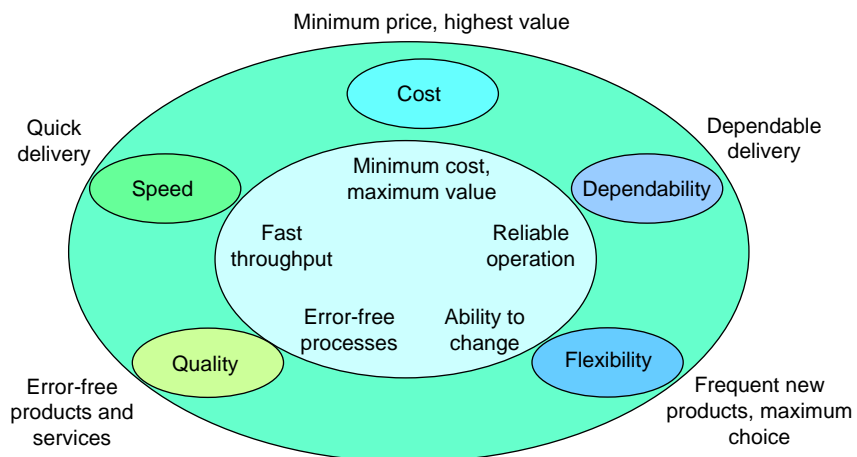 Minimum price, highest value
Cost
Quick
delivery
Dependable
delivery
Speed
Minimum cost,
maximum value
Dependability
Fast
throughput
Reliable
operation
Error-free
processes
Ability to
change
Quality
Flexibility
Error-free
products and
services
Frequent new
products, maximum
choice